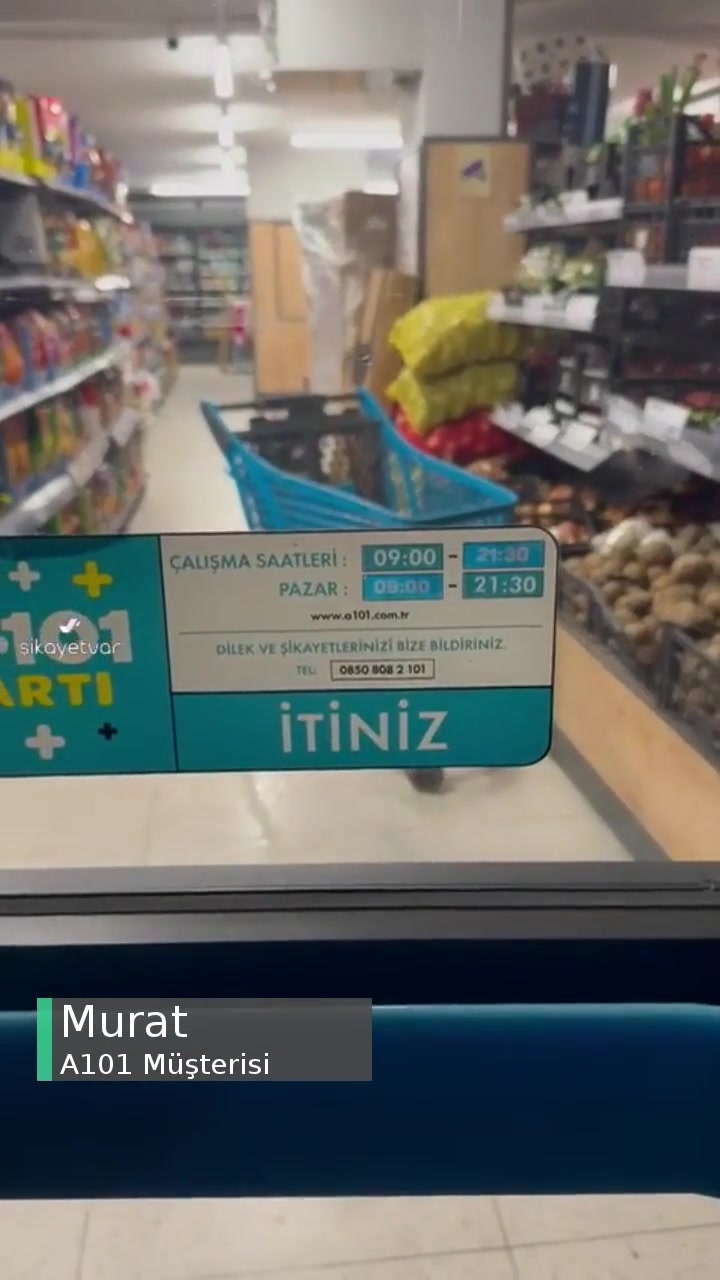 ÇALIŞMA SAATLERİ : 09:00 - 21:30
PAZAR : 09:00 - 21:30
www.a101.com.tr
DİLEK VE ŞİKAYETLERİNİZİ BİZE BİLDİRİNİZ.
TEL: 0850 808 2 101
101
şikayetvar
ARTI
İTİNİZ
Murat
A101 Müşterisi